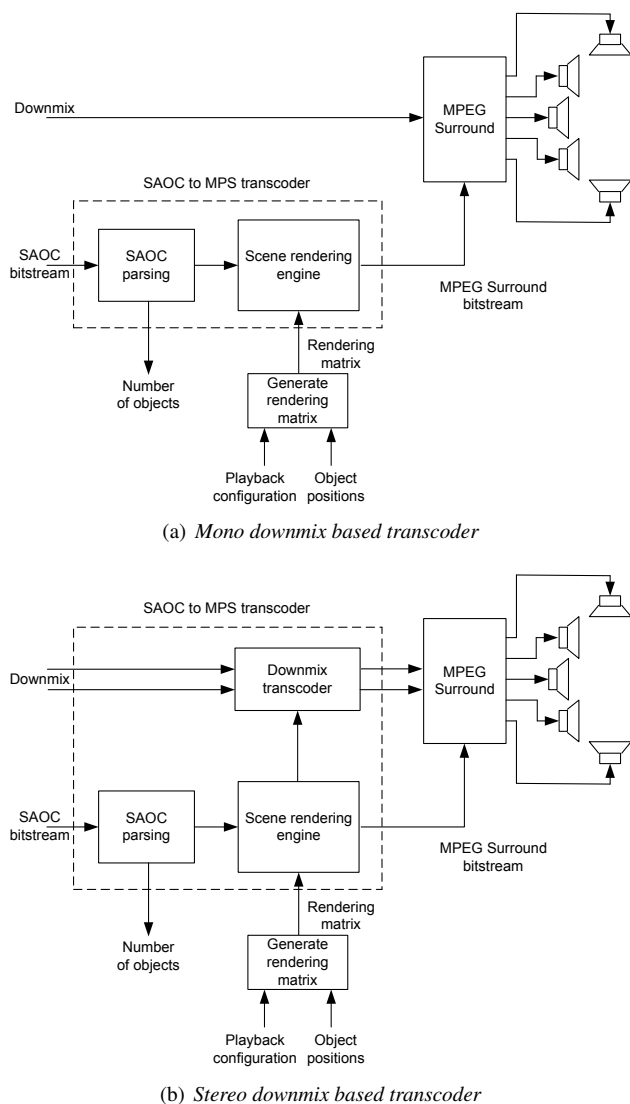 Downmix
MPEG
Surround
SAOC to MPS transcoder
SAOC
bitstream
SAOC
parsing
Scene rendering
engine
MPEG Surround
bitstream
Number
of objects
Rendering
matrix
Generate
rendering
matrix
Playback
configuration
Object
positions
(a) Mono downmix based transcoder
SAOC to MPS transcoder
Downmix
Downmix
transcoder
MPEG
Surround
SAOC
bitstream
SAOC
parsing
Scene rendering
engine
MPEG Surround
bitstream
Number
of objects
Rendering
matrix
Generate
rendering
matrix
Playback
configuration
Object
positions
(b) Stereo downmix based transcoder